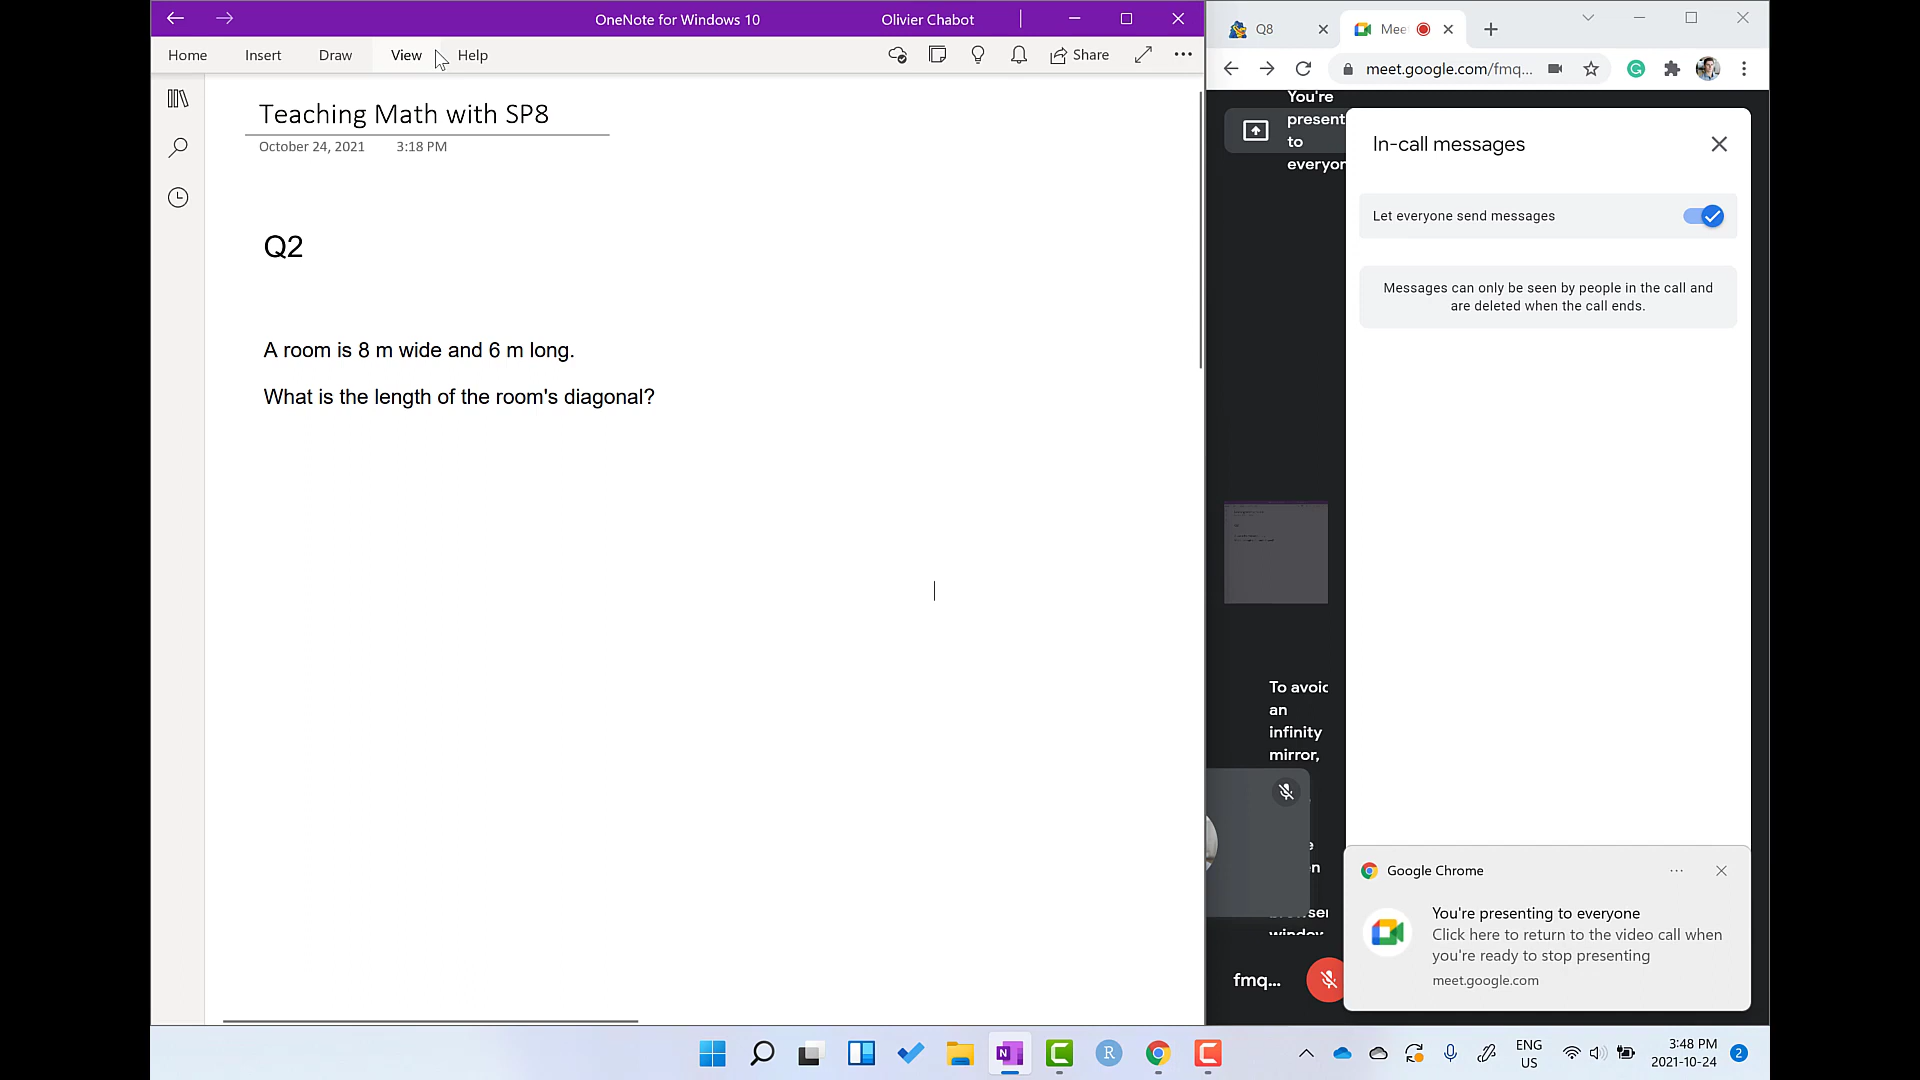 OneNote for Windows 10
Olivier Chabot
Home
Insert
Draw
View
Help
Share
Teaching Math with SP8
October 24, 2021
3:18 PM
Q2
A room is 8 m wide and 6 m long.
What is the length of the room's diagonal?
Q8
Mee
meet.google.com/fmq...
You're
present
to
everyor
In-call messages
Let everyone send messages
Messages can only be seen by people in the call and
are deleted when the call ends.
To avoid
an
infinity
mirror,
fmq...
Google Chrome
You're presenting to everyone
Click here to return to the video call when
you're ready to stop presenting
meet.google.com
R
ENG
US
3:48 PM
2021-10-24
2